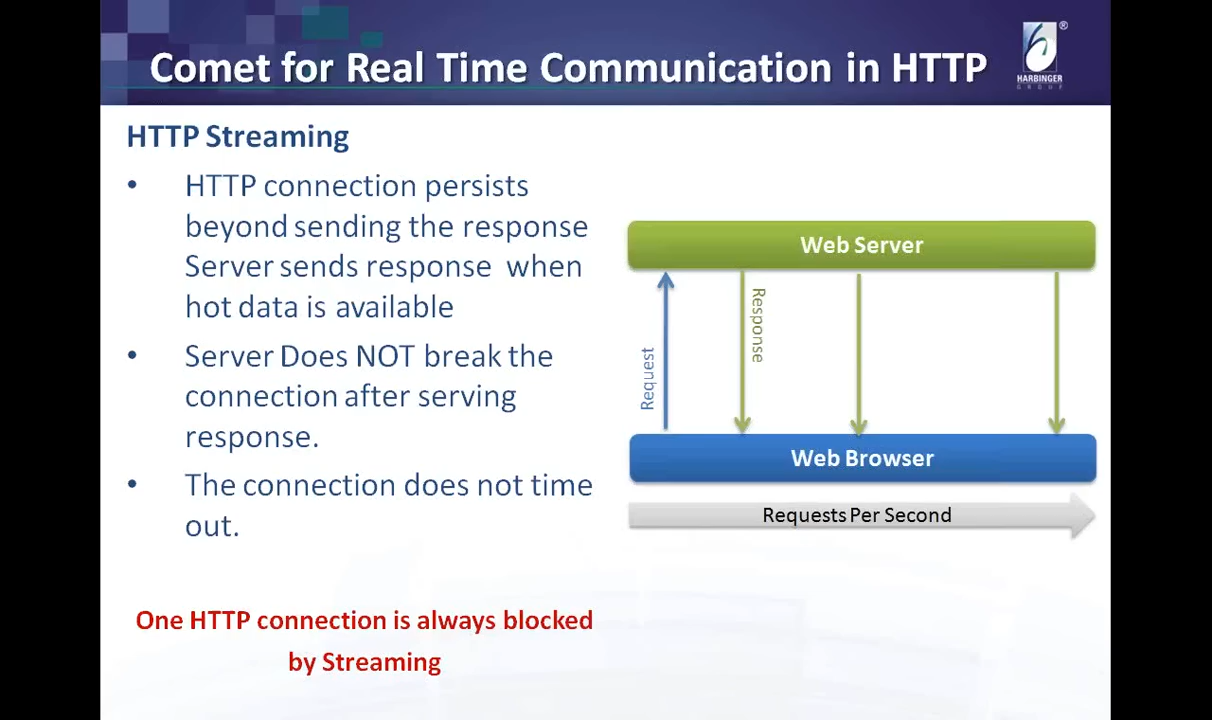 Comet for Real Time Communication in HTTP
HARBINGER
GROUP
HTTP Streaming
• HTTP connection persists
beyond sending the response
Server sends response when
hot data is available
• Server Does NOT break the
connection after serving
response.
• The connection does not time
out.
One HTTP connection is always blocked
by Streaming
Web Server
Request
Response
Web Browser
Requests Per Second